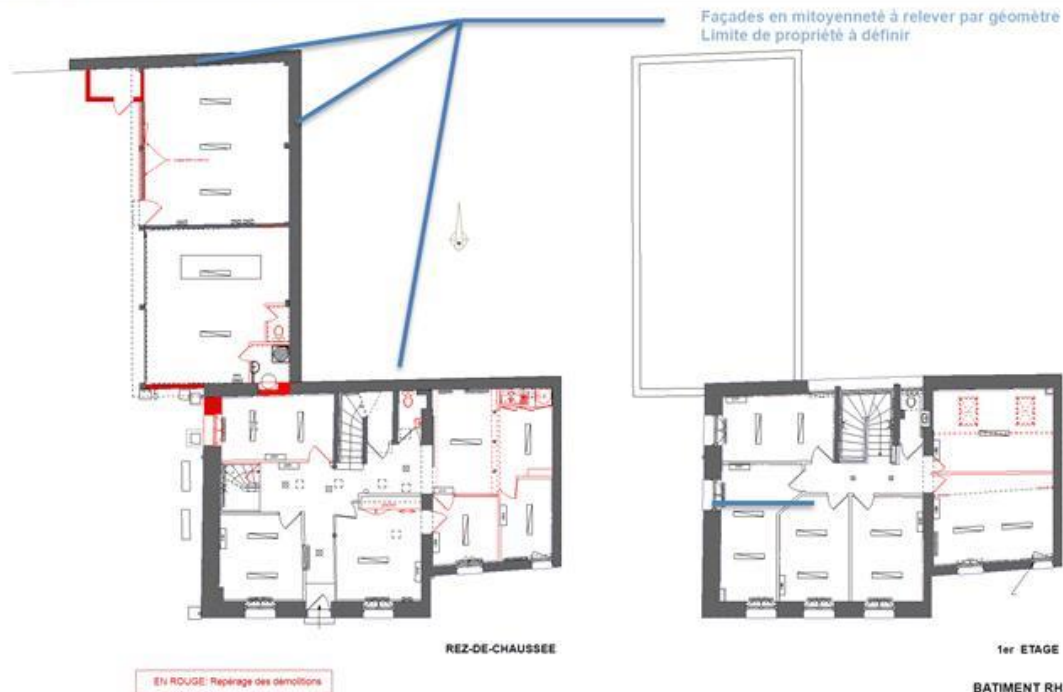 Façades en mitoyenneté à relever par géomètre
Limite de propriété à définir
REZ-DE-CHAUSSEE
1er ETAGE
EN ROUGE: Repérage des démolitions
BATIMENT RH